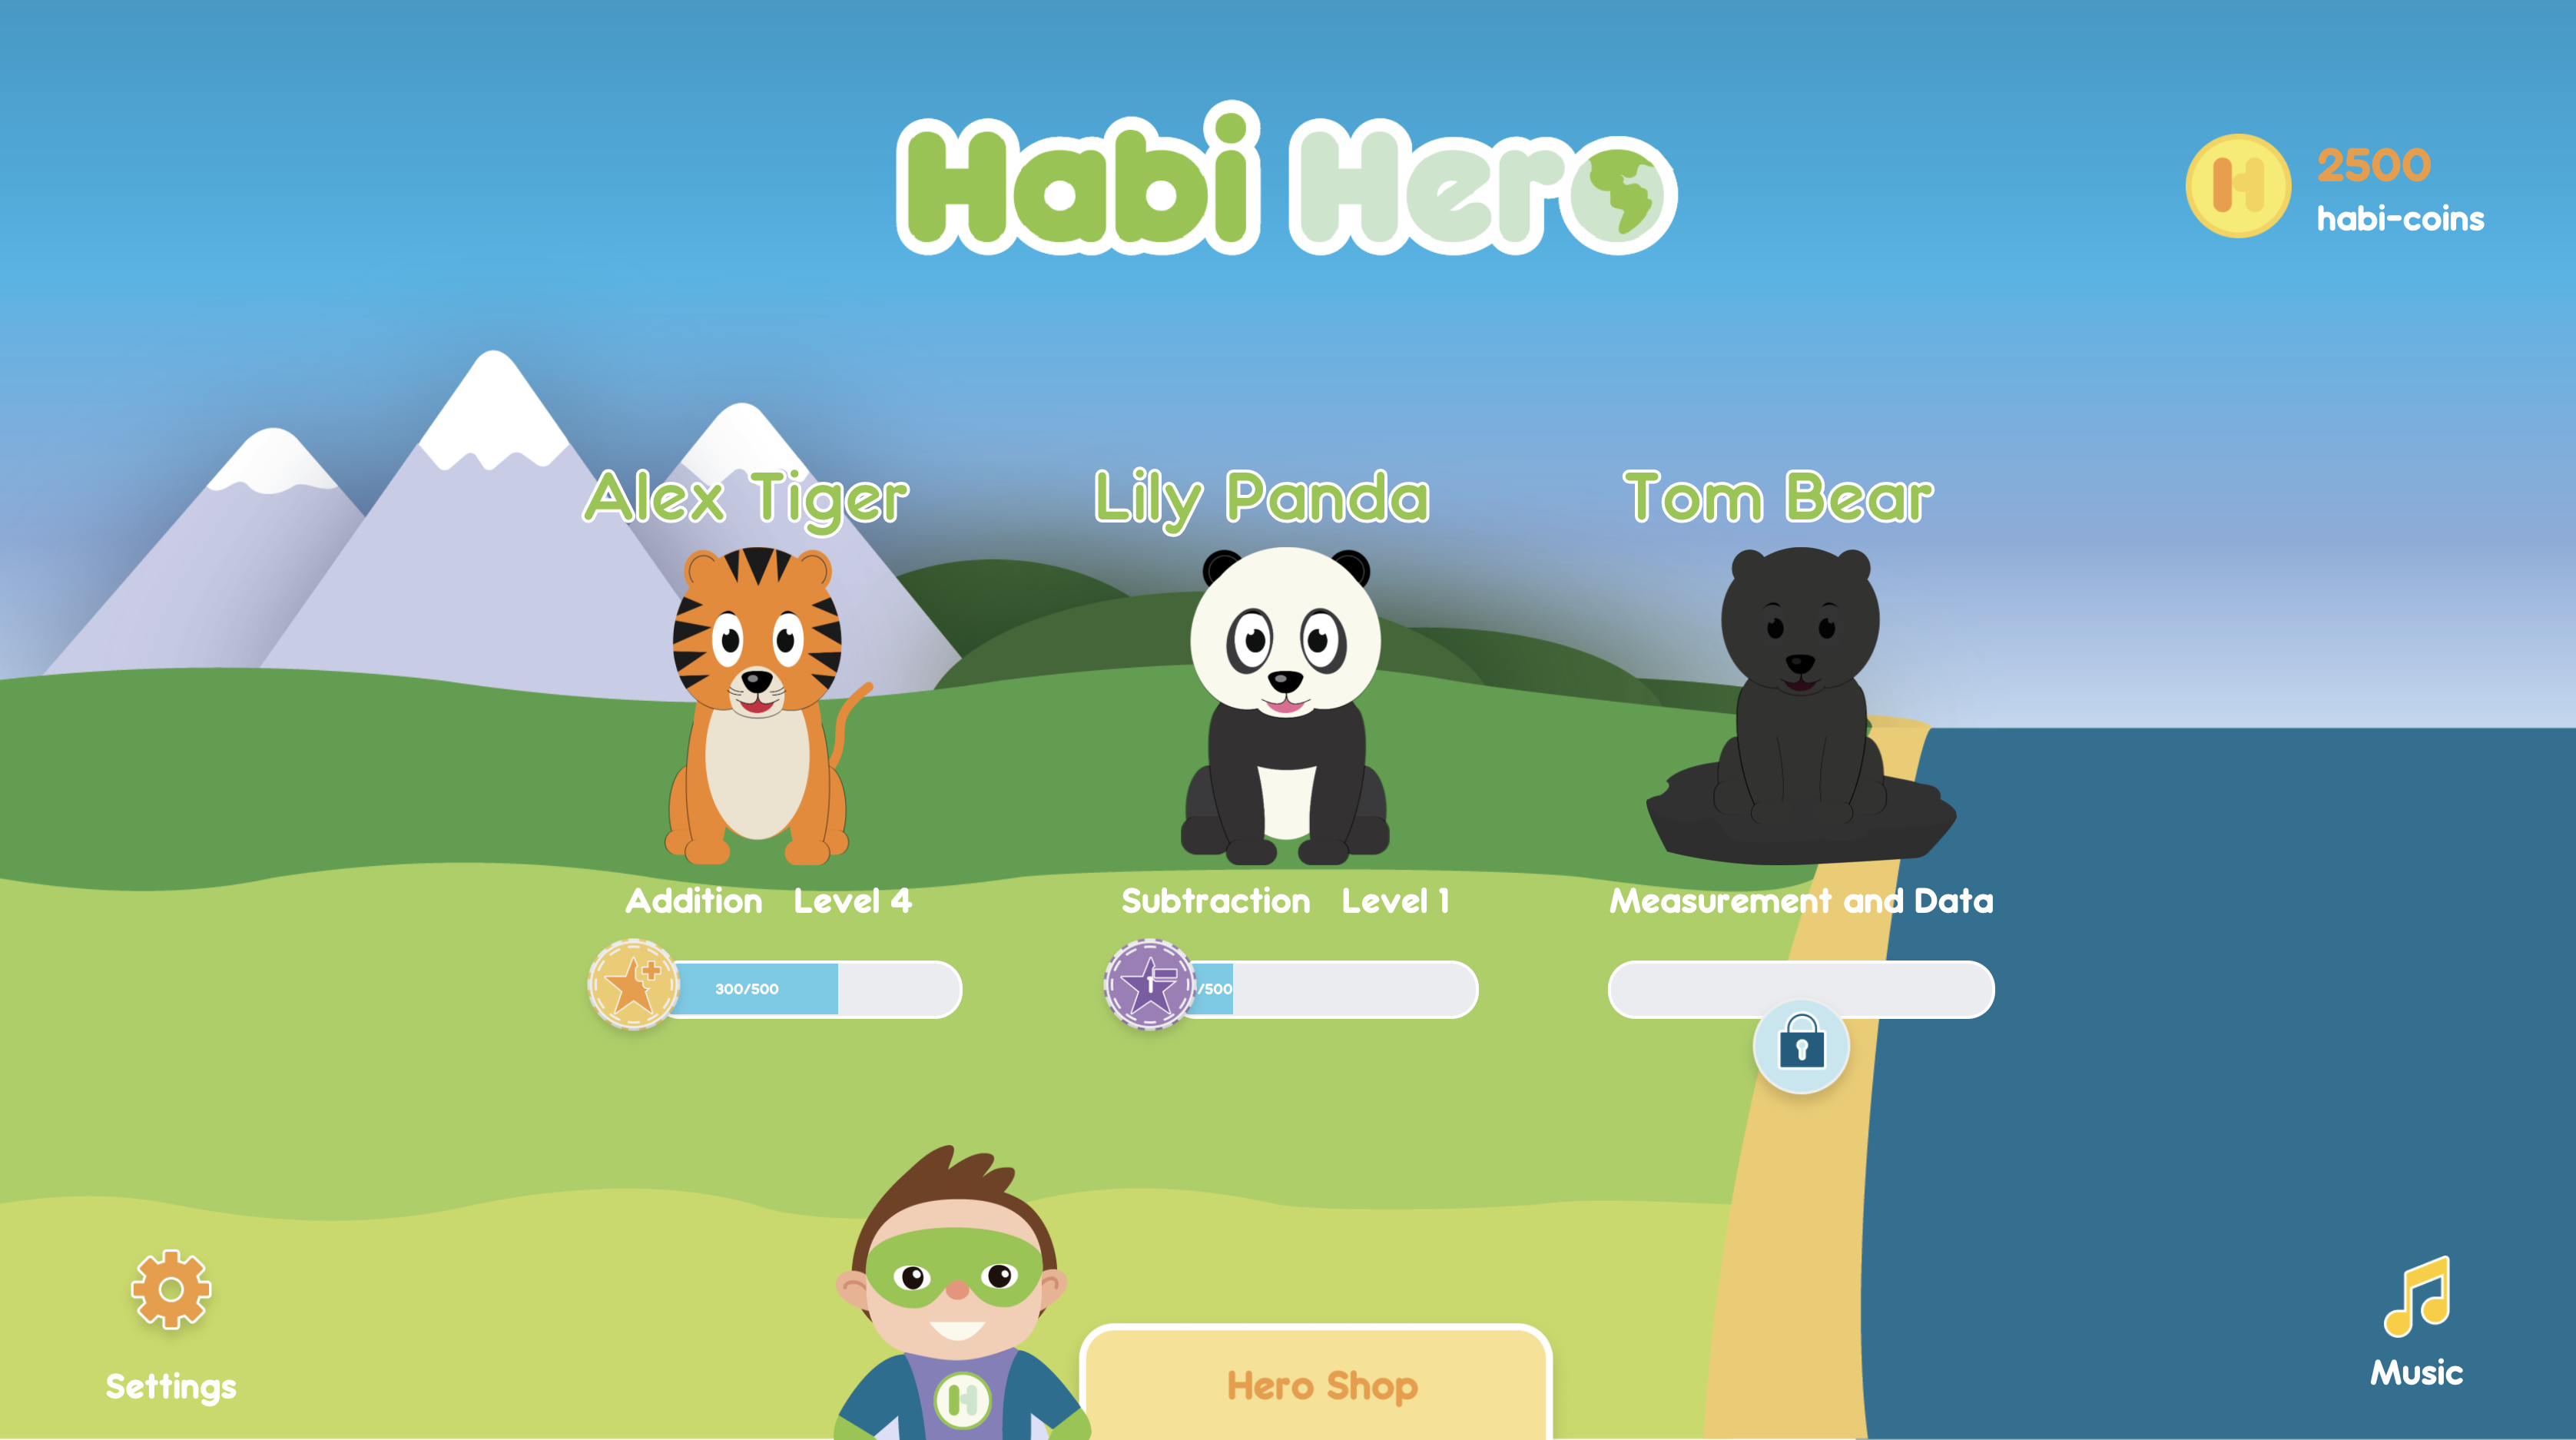 Habi Hero
2500
habi-coins
Alex Tiger
Lily Panda
Tom Bear
Addition Level 4
Subtraction Level 1
Measurement and Data
300/500
/500
Settings
Hero Shop
Music